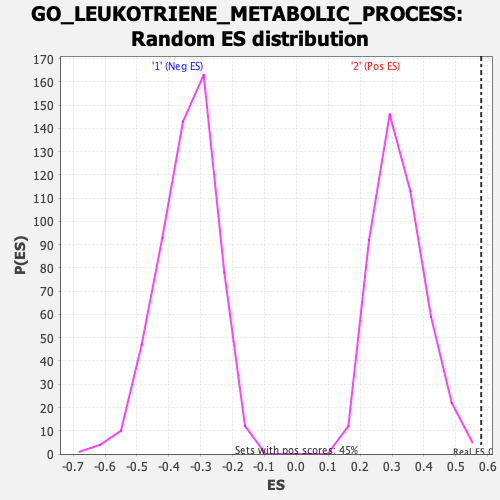 GO_LEUKOTRIENE_METABOLIC_PROCESS:
Random ES distribution
'1' (Neg ES)
'2' (Pos ES)
170
160
150
140
130
120
110
100
90
80
70
60
50
40
30
20
10
0
P(ES)
Sets with pos scores: 45%
Real ES 0
-0.7 -0.6 -0.5 -0.4 -0.3 -0.2 -0.1 0.0 0.1 0.2 0.3 0.4 0.5 0.6
ES